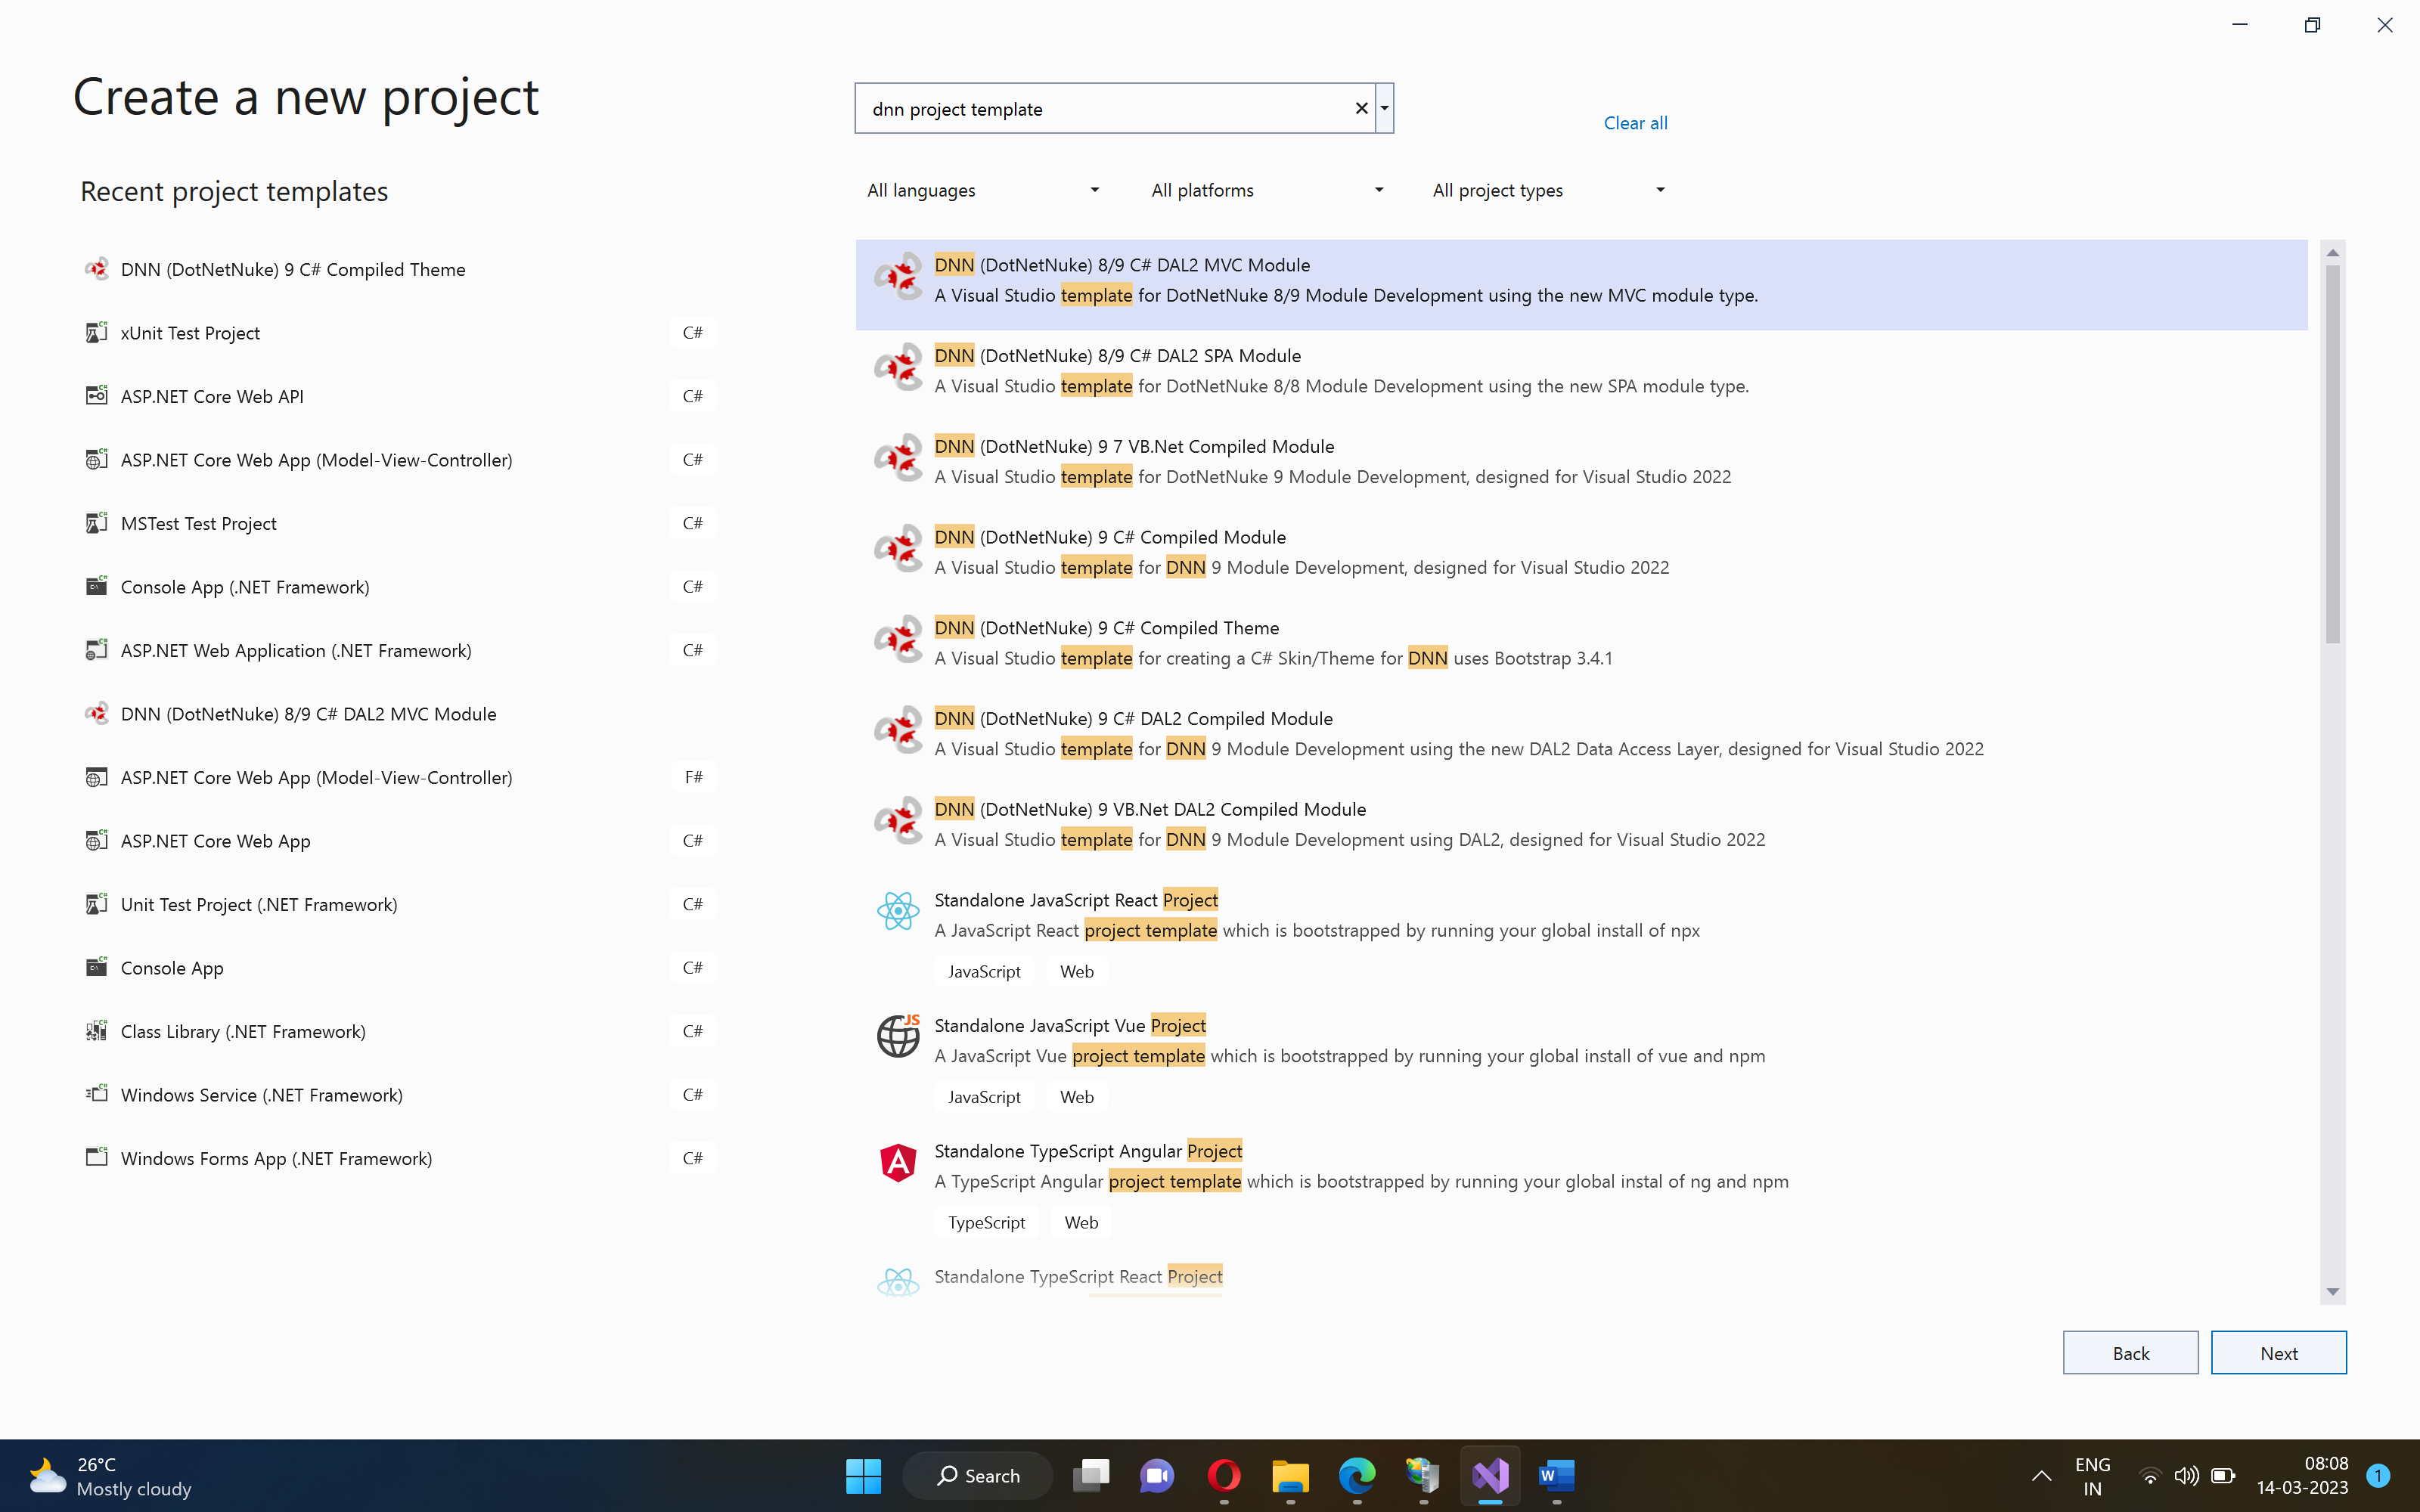 Create a new project
dnn project template
Clear all
Recent project templates
All languages
All platforms
All project types
DNN (DotNetNuke) 9 C# Compiled Theme
xUnit Test Project
C#
ASP.NET Core Web API
C#
ASP.NET Core Web App (Model-View-Controller)
C#
MSTest Test Project
C#
Console App (.NET Framework)
C#
ASP.NET Web Application (.NET Framework)
C#
DNN (DotNetNuke) 8/9 C# DAL2 MVC Module
ASP.NET Core Web App (Model-View-Controller)
F#
ASP.NET Core Web App
C#
Unit Test Project (.NET Framework)
C#
Console App
C#
Class Library (.NET Framework)
C#
Windows Service (.NET Framework)
C#
Windows Forms App (.NET Framework)
C#
DNN (DotNetNuke) 8/9 C# DAL2 MVC Module
A Visual Studio template for DotNetNuke 8/9 Module Development using the new MVC module type.
DNN (DotNetNuke) 8/9 C# DAL2 SPA Module
A Visual Studio template for DotNetNuke 8/8 Module Development using the new SPA module type.
DNN (DotNetNuke) 9 7 VB.Net Compiled Module
A Visual Studio template for DotNetNuke 9 Module Development, designed for Visual Studio 2022
DNN (DotNetNuke) 9 C# Compiled Module
A Visual Studio template for DNN 9 Module Development, designed for Visual Studio 2022
DNN (DotNetNuke) 9 C# Compiled Theme
A Visual Studio template for creating a C# Skin/Theme for DNN uses Bootstrap 3.4.1
DNN (DotNetNuke) 9 C# DAL2 Compiled Module
A Visual Studio template for DNN 9 Module Development using the new DAL2 Data Access Layer, designed for Visual Studio 2022
DNN (DotNetNuke) 9 VB.Net DAL2 Compiled Module
A Visual Studio template for DNN 9 Module Development using DAL2, designed for Visual Studio 2022
Standalone JavaScript React Project
A JavaScript React project template which is bootstrapped by running your global install of npx
JavaScript Web
Standalone JavaScript Vue Project
A JavaScript Vue project template which is bootstrapped by running your global install of vue and npm
JavaScript Web
Standalone TypeScript Angular Project
A TypeScript Angular project template which is bootstrapped by running your global instal of ng and npm
TypeScript Web
Standalone TypeScript React Project
Back
Next
26°C
Mostly cloudy
Search
ENG
IN
08:08
14-03-2023
1